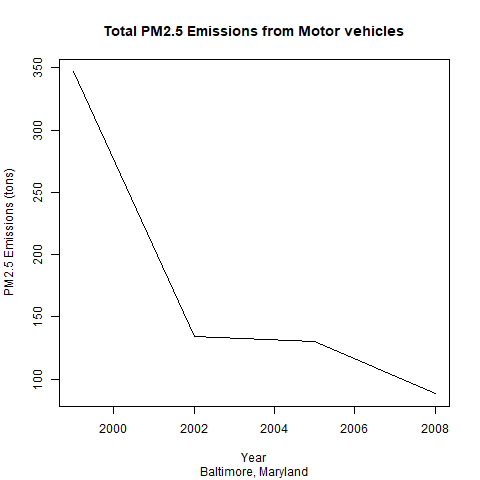 Total PM2.5 Emissions from Motor vehicles
PM2.5 Emissions (tons)
350
300
250
200
150
100
2000 2002 2004 2006 2008
Year
Baltimore, Maryland